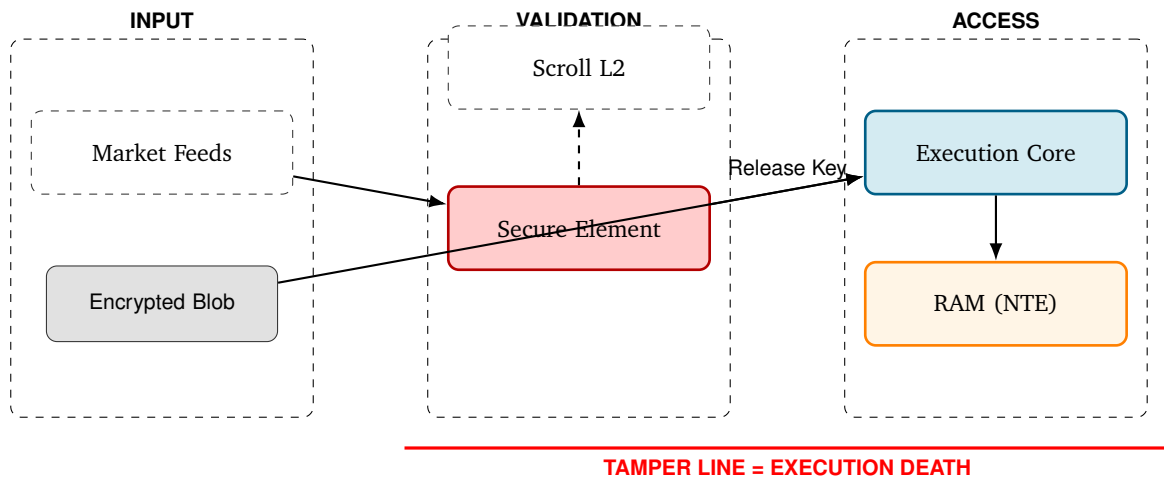 INPUT
VALIDATION
ACCESS
Scroll L2
Market Feeds
Execution Core
Release Key
Secure Element
Encrypted Blob
RAM (NTE)
TAMPER LINE = EXECUTION DEATH